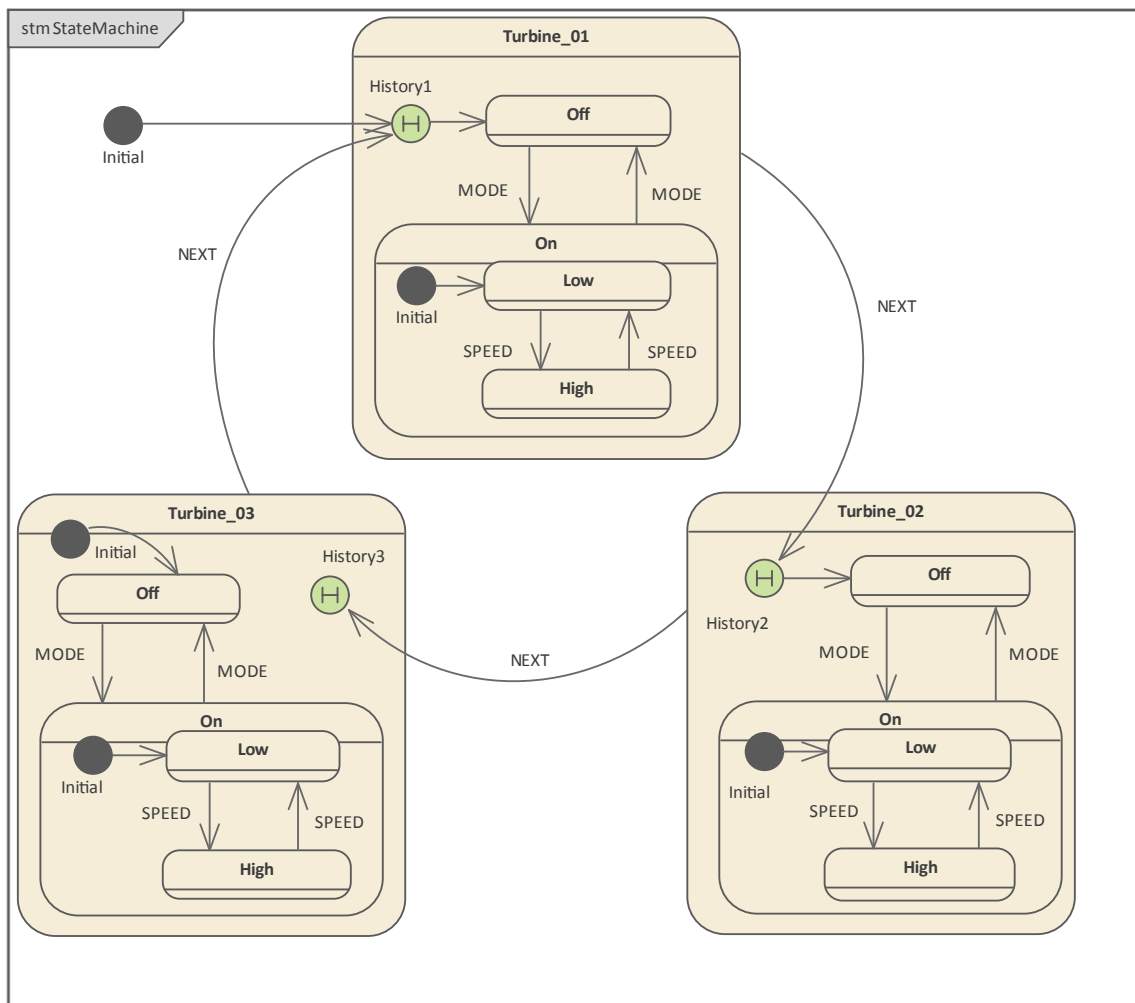 stm StateMachine
Turbine_01
History1
H
Off
Initial
MODE
MODE
On
Low
Initial
SPEED
SPEED
High
NEXT
NEXT
Turbine_03
Initial
History3
Off
H
MODE
MODE
On
Low
Initial
SPEED
SPEED
High
NEXT
Turbine_02
H
Off
History2
MODE
MODE
On
Low
Initial
SPEED
SPEED
High